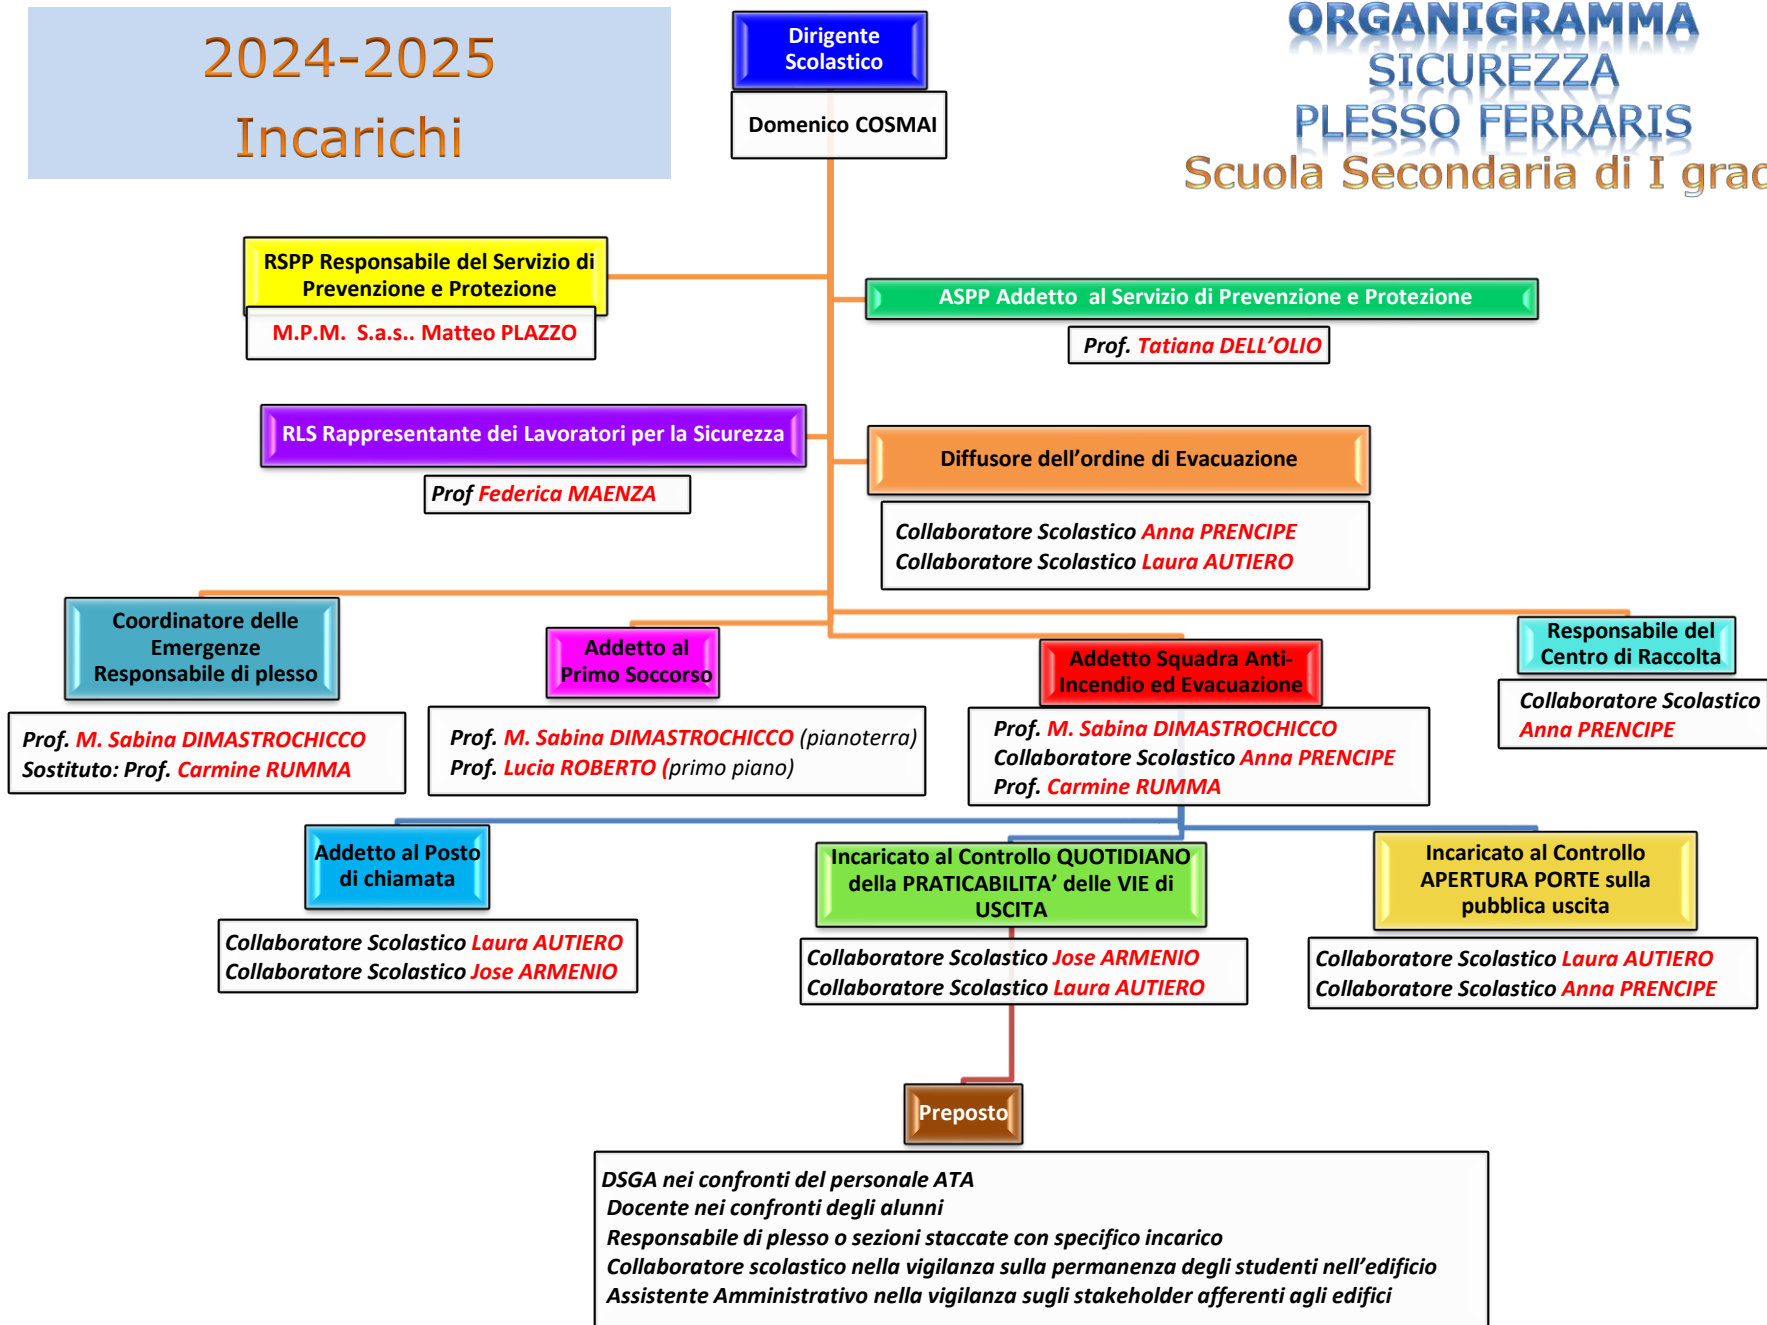 2024-2025
Incarichi
Dirigente
Scolastico
Domenico COSMAI
ORGANIGRAMMA
SICUREZZA
PLESSO FERRARIS
Scuola Secondaria di I grad
RSPP Responsabile del Servizio di
Prevenzione e Protezione
M.P.M. S.a.s.. Matteo PLAZZO
ASPP Addetto al Servizio di Prevenzione e Protezione
Prof. Tatiana DELL’OLIO
RLS Rappresentante dei Lavoratori per la Sicurezza
Prof Federica MAENZA
Diffusore dell’ordine di Evacuazione
Collaboratore Scolastico Anna PRENCIPE
Collaboratore Scolastico Laura AUTIERO
Coordinatore delle
Emergenze
Responsabile di plesso
Prof. M. Sabina DIMASTROCHICCO
Sostituto: Prof. Carmine RUMMA
Addetto al
Primo Soccorso
Prof. M. Sabina DIMASTROCHICCO (pianoterra)
Prof. Lucia ROBERTO (primo piano)
Addetto Squadra Anti-
Incendio ed Evacuazione
Prof. M. Sabina DIMASTROCHICCO
Collaboratore Scolastico Anna PRENCIPE
Prof. Carmine RUMMA
Responsabile del
Centro di Raccolta
Collaboratore Scolastico
Anna PRENCIPE
Addetto al Posto
di chiamata
Collaboratore Scolastico Laura AUTIERO
Collaboratore Scolastico Jose ARMENIO
Incaricato al Controllo QUOTIDIANO
della PRATICABILITA’ delle VIE di
USCITA
Collaboratore Scolastico Jose ARMENIO
Collaboratore Scolastico Laura AUTIERO
Incaricato al Controllo
APERTURA PORTE sulla
pubblica uscita
Collaboratore Scolastico Laura AUTIERO
Collaboratore Scolastico Anna PRENCIPE
Preposto
DSGA nei confronti del personale ATA
Docente nei confronti degli alunni
Responsabile di plesso o sezioni staccate con specifico incarico
Collaboratore scolastico nella vigilanza sulla permanenza degli studenti nell’edificio
Assistente Amministrativo nella vigilanza sugli stakeholder afferenti agli edifici